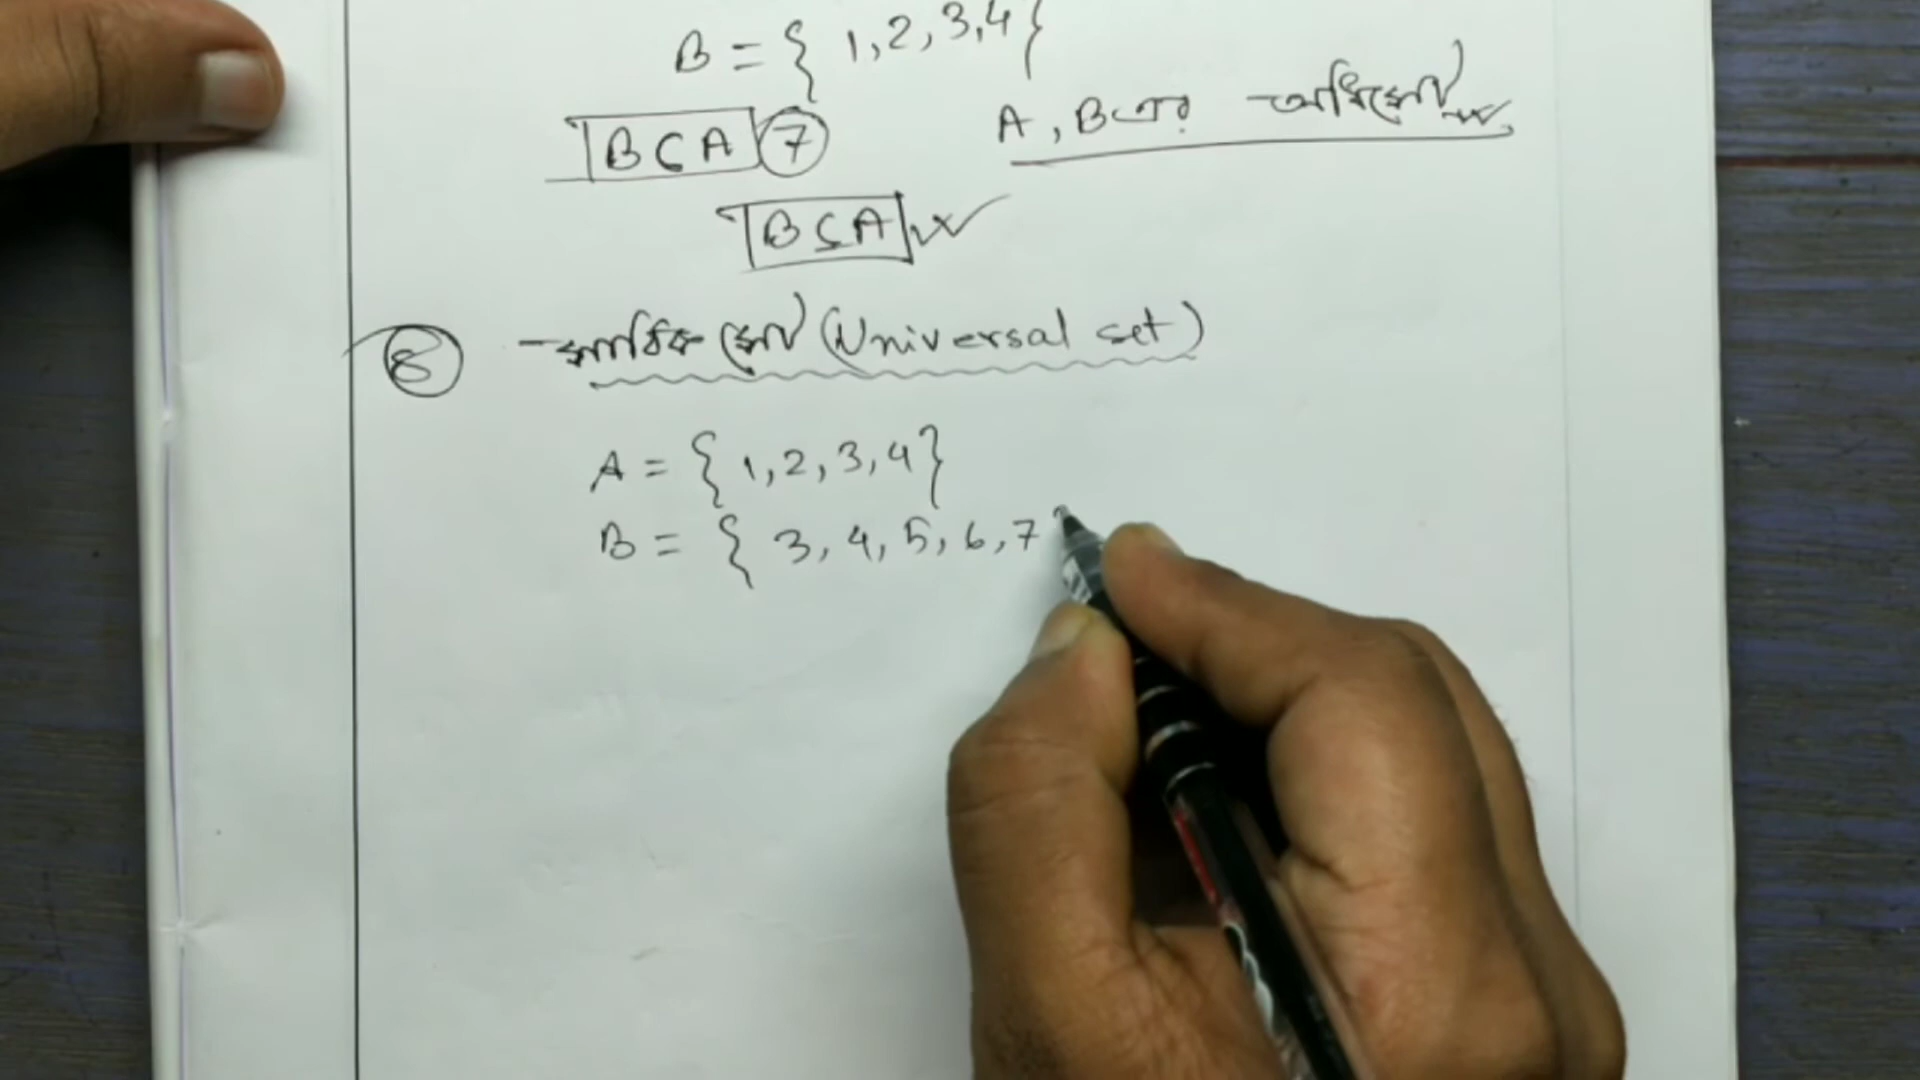 B = { 1, 2, 3, 4 }
B ⊂ A 7 A, B এর অধিসেট
B ⊆ A
8 সার্বিক সেট (Universal set)
A = { 1, 2, 3, 4 }
B = { 3, 4, 5, 6, 7